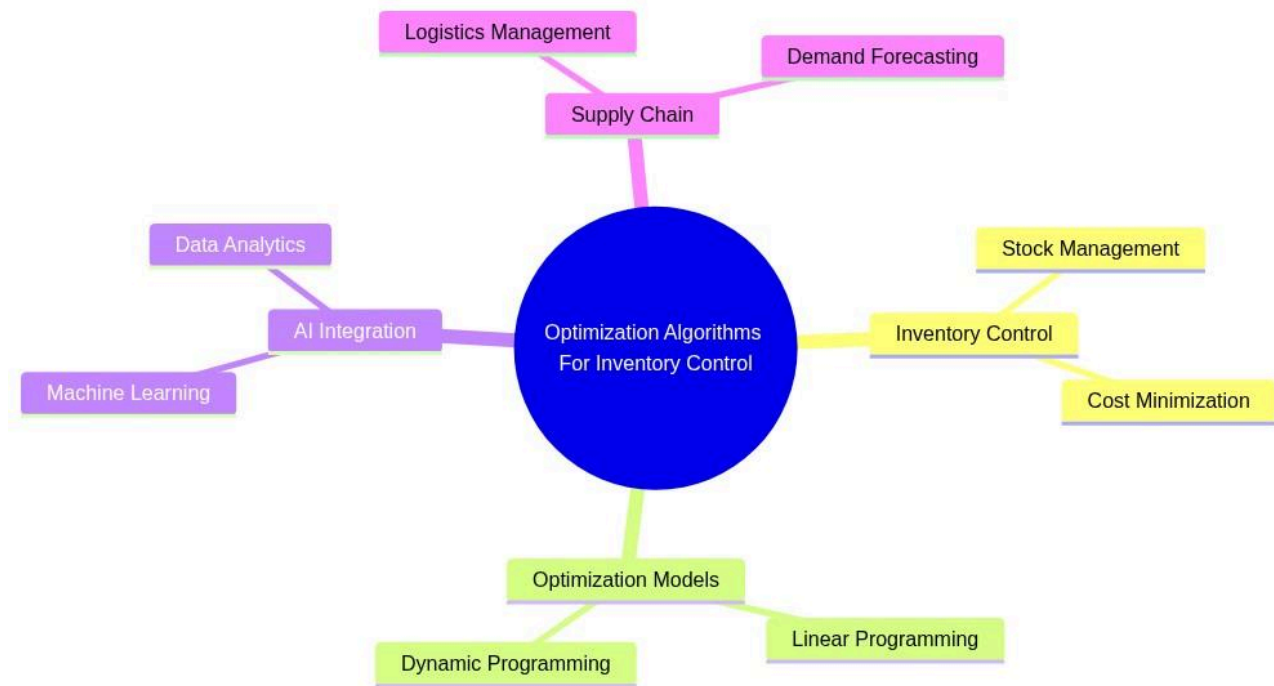 Logistics Management
Demand Forecasting
Supply Chain
Data Analytics
Stock Management
AI Integration
Optimization Algorithms
For Inventory Control
Inventory Control
Machine Learning
Cost Minimization
Optimization Models
Linear Programming
Dynamic Programming